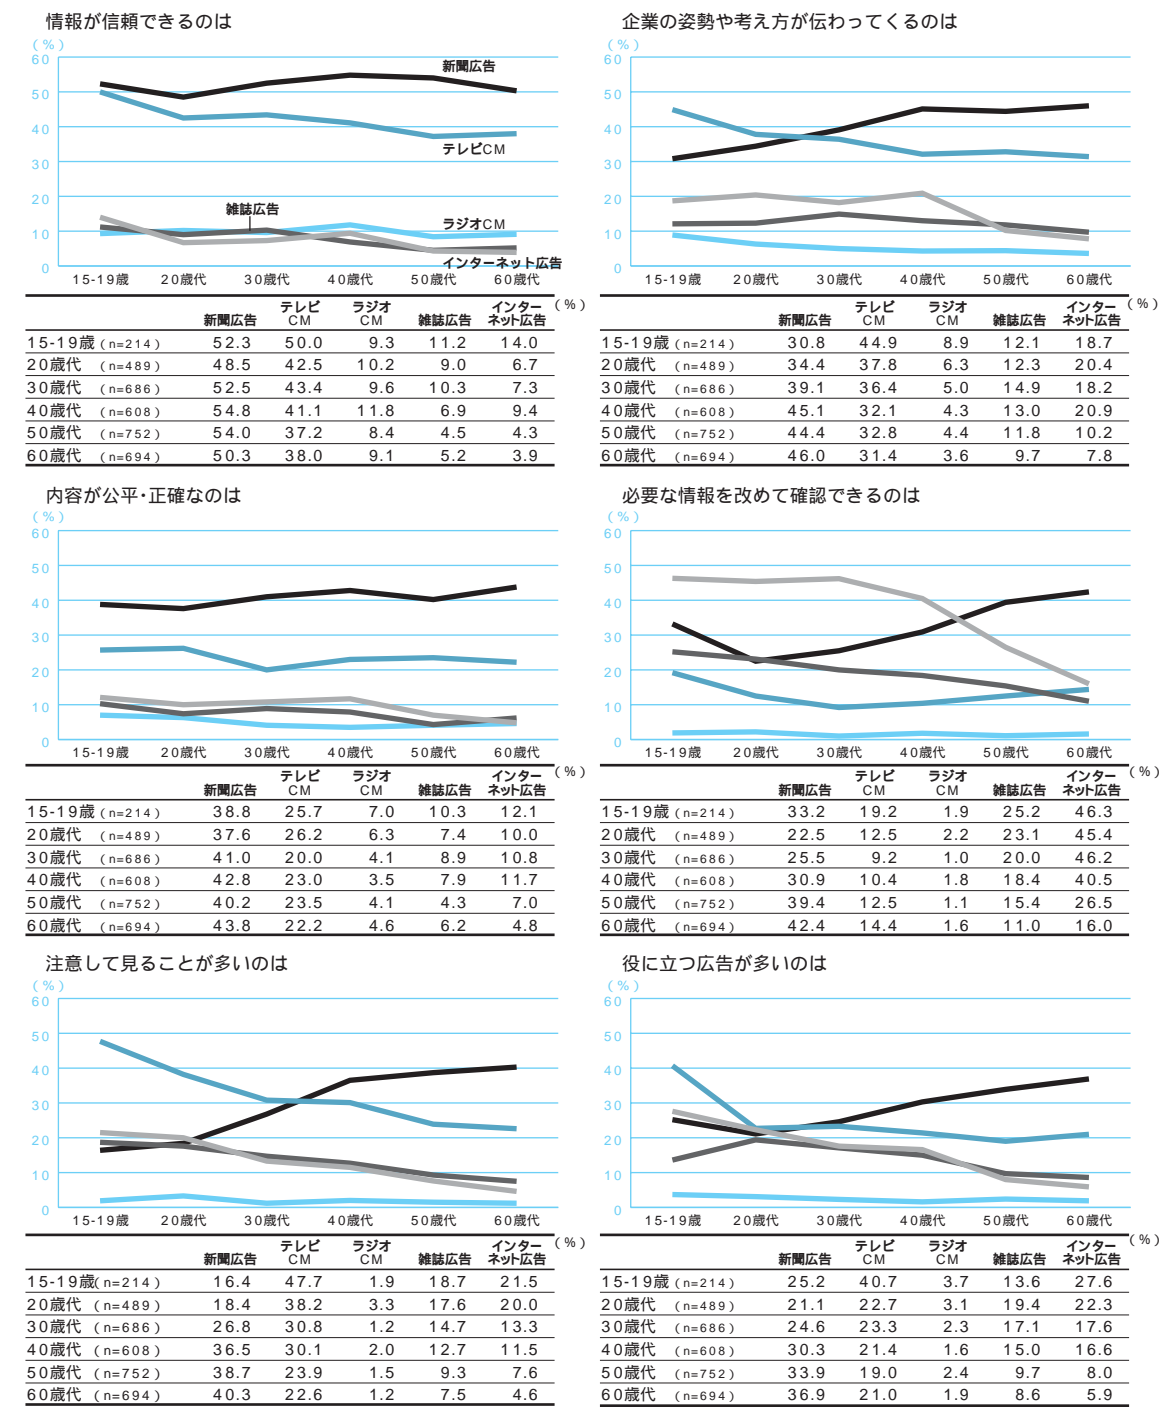 情報が信頼できるのは
(%)
60
50
40
30
20
10
0
新聞広告
テレビCM
雑誌広告
ラジオCM
インターネット広告
15-19歳 20歳代 30歳代 40歳代 50歳代 60歳代
新聞広告 テレビCM ラジオCM 雑誌広告 インターネット広告 (%)
15-19歳 (n=214) 52.3 50.0 9.3 11.2 14.0
20歳代 (n=489) 48.5 42.5 10.2 9.0 6.7
30歳代 (n=686) 52.5 43.4 9.6 10.3 7.3
40歳代 (n=608) 54.8 41.1 11.8 6.9 9.4
50歳代 (n=752) 54.0 37.2 8.4 4.5 4.3
60歳代 (n=694) 50.3 38.0 9.1 5.2 3.9
企業の姿勢や考え方が伝わってくるのは
(%)
60
50
40
30
20
10
0
15-19歳 20歳代 30歳代 40歳代 50歳代 60歳代
新聞広告 テレビCM ラジオCM 雑誌広告 インターネット広告 (%)
15-19歳 (n=214) 30.8 44.9 8.9 12.1 18.7
20歳代 (n=489) 34.4 37.8 6.3 12.3 20.4
30歳代 (n=686) 39.1 36.4 5.0 14.9 18.2
40歳代 (n=608) 45.1 32.1 4.3 13.0 20.9
50歳代 (n=752) 44.4 32.8 4.4 11.8 10.2
60歳代 (n=694) 46.0 31.4 3.6 9.7 7.8
内容が公平・正確なのは
(%)
60
50
40
30
20
10
0
15-19歳 20歳代 30歳代 40歳代 50歳代 60歳代
新聞広告 テレビCM ラジオCM 雑誌広告 インターネット広告 (%)
15-19歳 (n=214) 38.8 25.7 7.0 10.3 12.1
20歳代 (n=489) 37.6 26.2 6.3 7.4 10.0
30歳代 (n=686) 41.0 20.0 4.1 8.9 10.8
40歳代 (n=608) 42.8 23.0 3.5 7.9 11.7
50歳代 (n=752) 40.2 23.5 4.1 4.3 7.0
60歳代 (n=694) 43.8 22.2 4.6 6.2 4.8
必要な情報を改めて確認できるのは
(%)
60
50
40
30
20
10
0
15-19歳 20歳代 30歳代 40歳代 50歳代 60歳代
新聞広告 テレビCM ラジオCM 雑誌広告 インターネット広告 (%)
15-19歳 (n=214) 33.2 19.2 1.9 25.2 46.3
20歳代 (n=489) 22.5 12.5 2.2 23.1 45.4
30歳代 (n=686) 25.5 9.2 1.0 20.0 46.2
40歳代 (n=608) 30.9 10.4 1.8 18.4 40.5
50歳代 (n=752) 39.4 12.5 1.1 15.4 26.5
60歳代 (n=694) 42.4 14.4 1.6 11.0 16.0
注意して見ることが多いのは
(%)
60
50
40
30
20
10
0
15-19歳 20歳代 30歳代 40歳代 50歳代 60歳代
新聞広告 テレビCM ラジオCM 雑誌広告 インターネット広告 (%)
15-19歳(n=214) 16.4 47.7 1.9 18.7 21.5
20歳代 (n=489) 18.4 38.2 3.3 17.6 20.0
30歳代 (n=686) 26.8 30.8 1.2 14.7 13.3
40歳代 (n=608) 36.5 30.1 2.0 12.7 11.5
50歳代 (n=752) 38.7 23.9 1.5 9.3 7.6
60歳代 (n=694) 40.3 22.6 1.2 7.5 4.6
役に立つ広告が多いのは
(%)
60
50
40
30
20
10
0
15-19歳 20歳代 30歳代 40歳代 50歳代 60歳代
新聞広告 テレビCM ラジオCM 雑誌広告 インターネット広告 (%)
15-19歳 (n=214) 25.2 40.7 3.7 13.6 27.6
20歳代 (n=489) 21.1 22.7 3.1 19.4 22.3
30歳代 (n=686) 24.6 23.3 2.3 17.1 17.6
40歳代 (n=608) 30.3 21.4 1.6 15.0 16.6
50歳代 (n=752) 33.9 19.0 2.4 9.7 8.0
60歳代 (n=694) 36.9 21.0 1.9 8.6 5.9